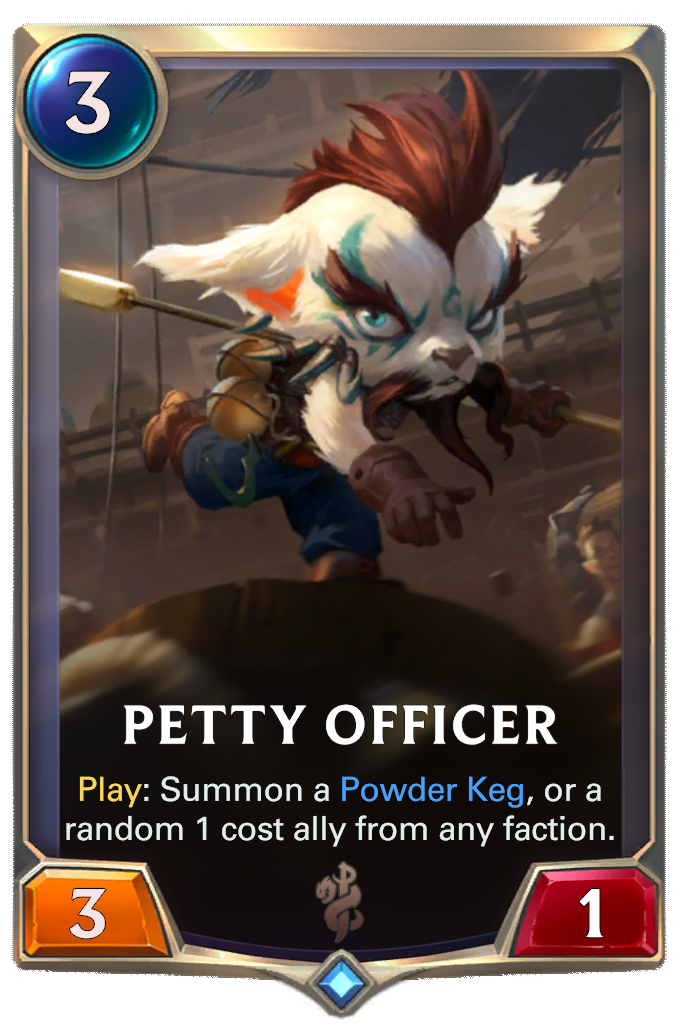 3
PETTY OFFICER
Play: Summon a Powder Keg, or a
random 1 cost ally from any faction.
3
1